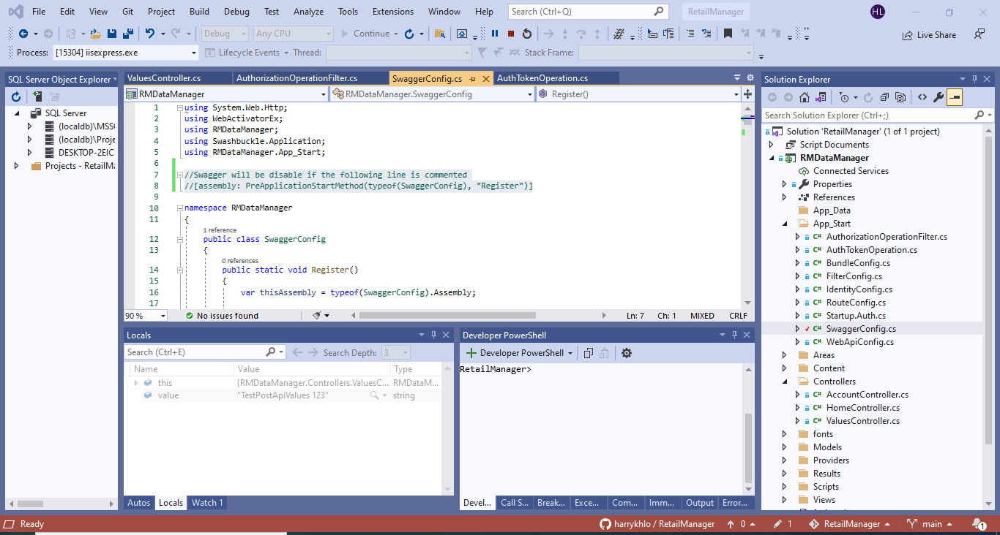 File Edit View Git Project Build Debug Test Analyze Tools Extensions Window Help Search (Ctrl+Q) RetailManager HL
Debug Any CPU Continue Live Share
Process: [15304] iisexpress.exe Lifecycle Events Thread: Stack Frame:
SQL Server Object Explorer
SQL Server
(localdb)\MSS
(localdb)\Proje
DESKTOP-2EIC
Projects - RetailMa
ValuesController.cs AuthorizationOperationFilter.cs SwaggerConfig.cs AuthTokenOperation.cs
RMDataManager RMDataManager.SwaggerConfig Register()
1 using System.Web.Http;
2 using WebActivatorEx;
3 using RMDataManager;
4 using Swashbuckle.Application;
5 using RMDataManager.App_Start;
6
7 //Swagger will be disable if the following line is commented
8 //[assembly: PreApplicationStartMethod(typeof(SwaggerConfig), "Register")]
9
10 namespace RMDataManager
11 {
1 reference
12 public class SwaggerConfig
13 {
0 references
14 public static void Register()
15 {
16 var thisAssembly = typeof(SwaggerConfig).Assembly;
17
90 % No issues found Ln: 7 Ch: 1 MIXED CRLF
Locals
Search (Ctrl+E) Search Depth: 3
Name Value Type
this {RMDataManager.Controllers.ValuesC... RMDataM...
value "TestPostApiValues 123" string
Autos Locals Watch 1
Developer PowerShell
Developer PowerShell
RetailManager>
Devel... Call S... Break... Exce... Com... Imm... Output Error...
Solution Explorer
Search Solution Explorer (Ctrl+;)
Solution 'RetailManager' (1 of 1 project)
Script Documents
RMDataManager
Connected Services
Properties
References
App_Data
App_Start
C# AuthorizationOperationFilter.cs
C# AuthTokenOperation.cs
C# BundleConfig.cs
C# FilterConfig.cs
C# IdentityConfig.cs
C# RouteConfig.cs
C# Startup.Auth.cs
C# SwaggerConfig.cs
C# WebApiConfig.cs
Areas
Content
Controllers
C# AccountController.cs
C# HomeController.cs
C# ValuesController.cs
fonts
Models
Providers
Results
Scripts
Views
Ready harrykhlo / RetailManager 0 1 RetailManager main 1